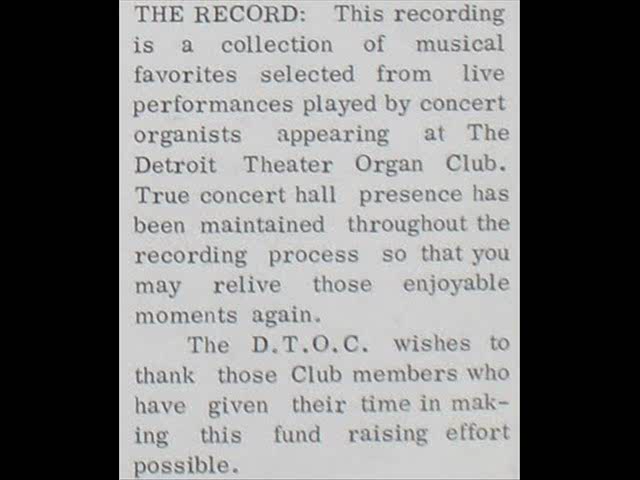 THE RECORD: This recording
is a collection of musical
favorites selected from live
performances played by concert
organists appearing at The
Detroit Theater Organ Club.
True concert hall presence has
been maintained throughout the
recording process so that you
may relive those enjoyable
moments again.
The D.T.O.C. wishes to
thank those Club members who
have given their time in mak-
ing this fund raising effort
possible.